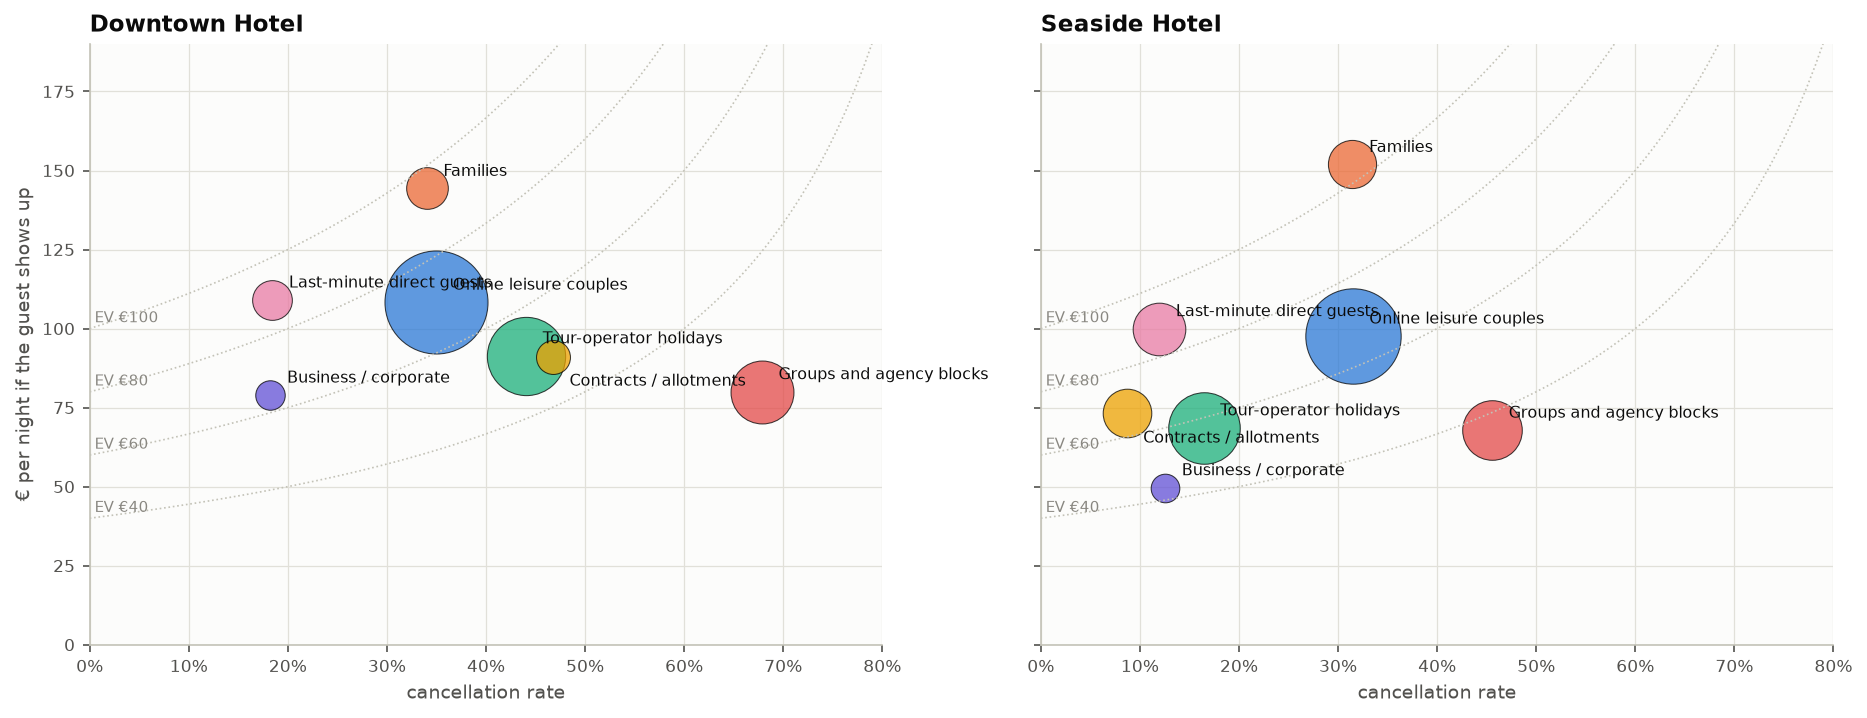 Downtown Hotel
€ per night if the guest shows up
175
150
125
100
75
50
25
0
EV €100
EV €80
EV €60
EV €40
Families
Last-minute direct guests
Online leisure couples
Tour-operator holidays
Business / corporate
Contracts / allotments
Groups and agency blocks
0%
10%
20%
30%
40%
50%
60%
70%
80%
cancellation rate
Seaside Hotel
EV €100
EV €80
EV €60
EV €40
Families
Last-minute direct guests
Online leisure couples
Tour-operator holidays
Groups and agency blocks
Contracts / allotments
Business / corporate
0%
10%
20%
30%
40%
50%
60%
70%
80%
cancellation rate